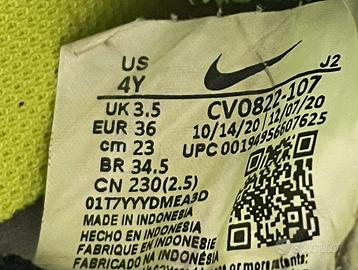 US
4Y
UK 3.5
EUR 36
cm 23
BR 34.5
CN 230(2.5)
01T7YYYDMEA3D
MADE IN INDONESIA
HECHO EN INDONESIA
FABRIQUE EN INDONESIE
FABRICADO NA INDONÉSIA
J2
CV0822-107
10/14/20 12/07/20
UPC 00194956607625